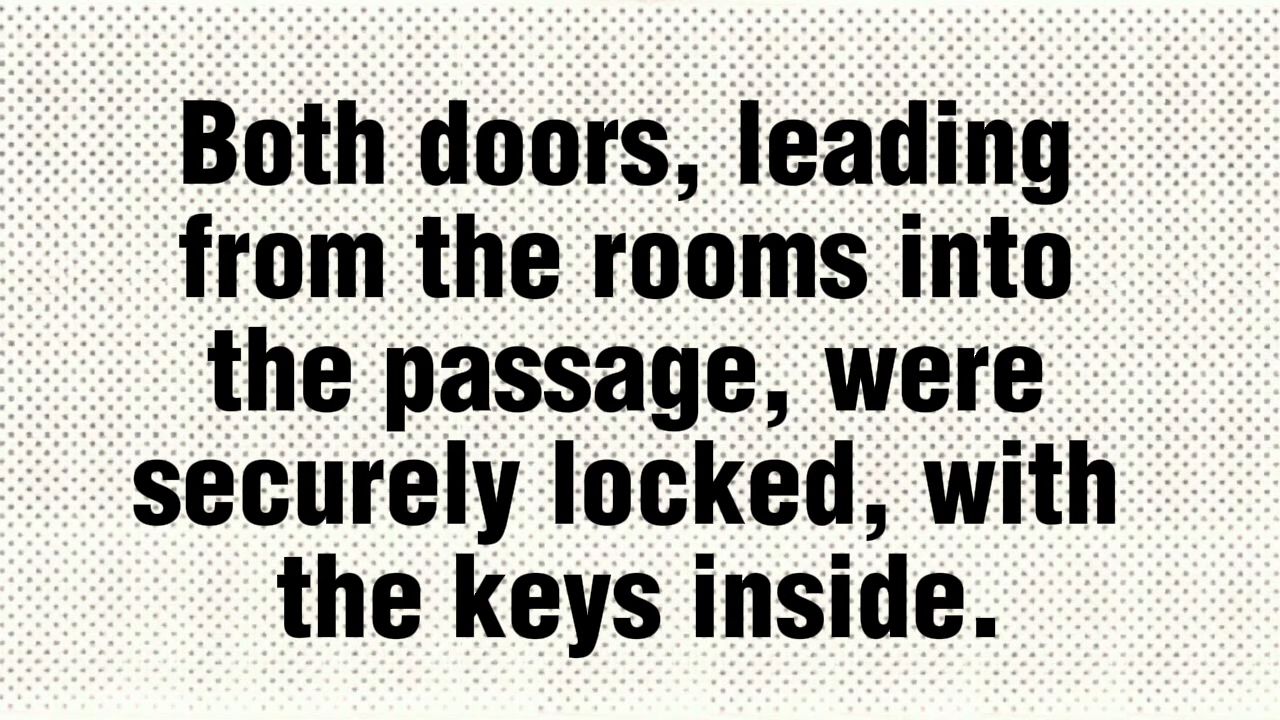 Both doors, leading
from the rooms into
the passage, were
securely locked, with
the keys inside.